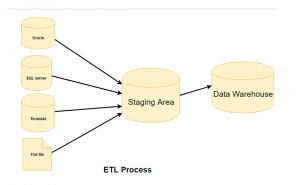 Oracle
SQL server
Teradata
Flat file
Staging Area
Data Warehouse
ETL Process